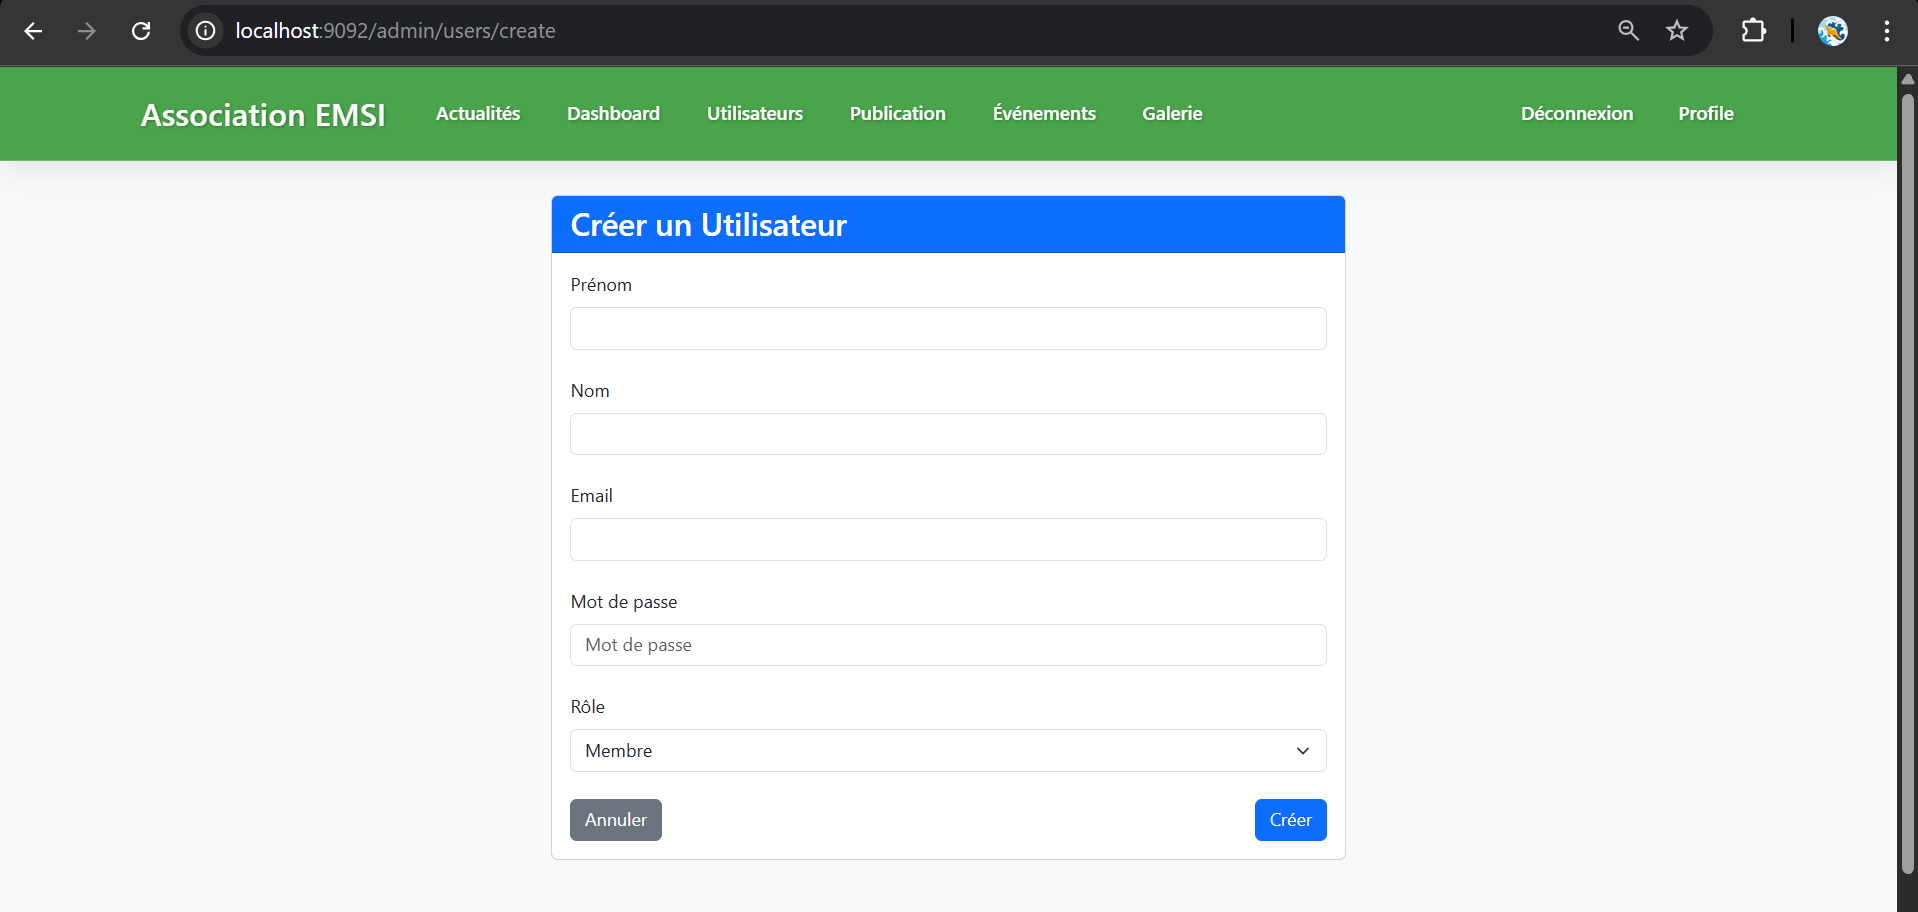 localhost:9092/admin/users/create
Association EMSI Actualités Dashboard Utilisateurs Publication Événements Galerie Déconnexion Profile
Créer un Utilisateur
Prénom
Nom
Email
Mot de passe
Mot de passe
Rôle
Membre
Annuler Créer